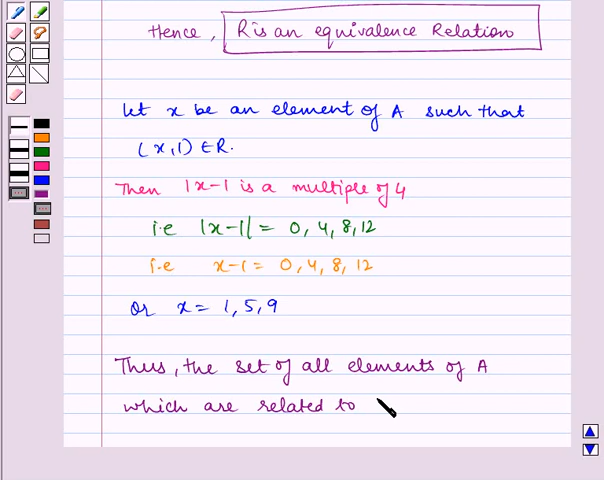 Hence, R is an equivalence Relation
Let x be an element of A such that
(x,1) ∈ R.
Then |x-1 is a multiple of 4
i.e |x-1| = 0, 4, 8, 12
i.e x-1 = 0, 4, 8, 12
or x = 1, 5, 9
Thus, the set of all elements of A
which are related to